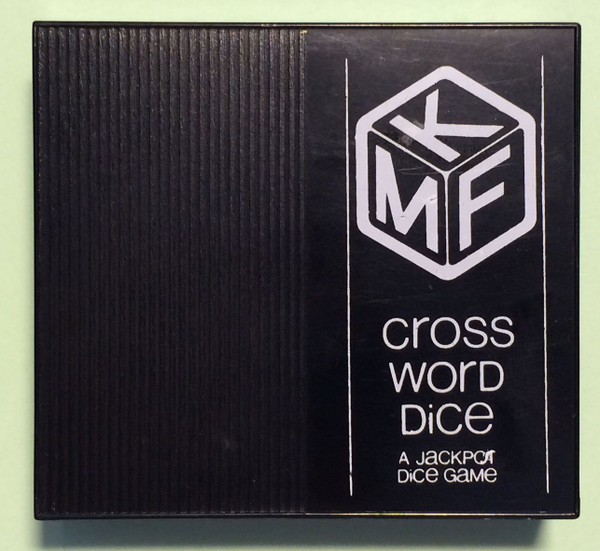 K
M F
cross
worD
Dice
A JACKPOT
Dice GAMe